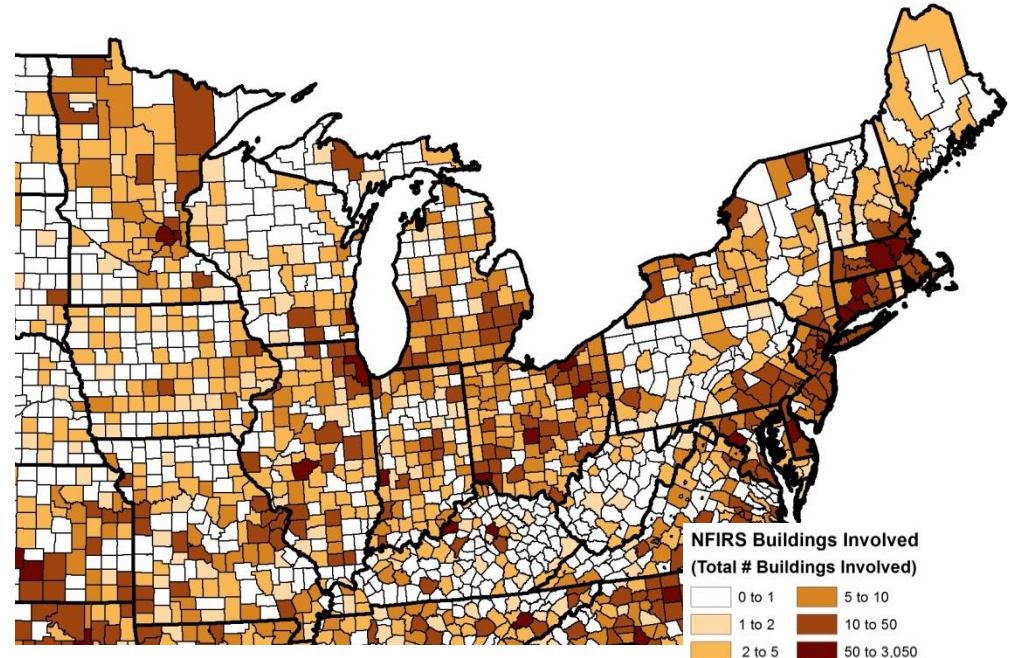 NFIRS Buildings Involved
(Total # Buildings Involved)
0 to 1
5 to 10
1 to 2
10 to 50
2 to 5
50 to 3,050